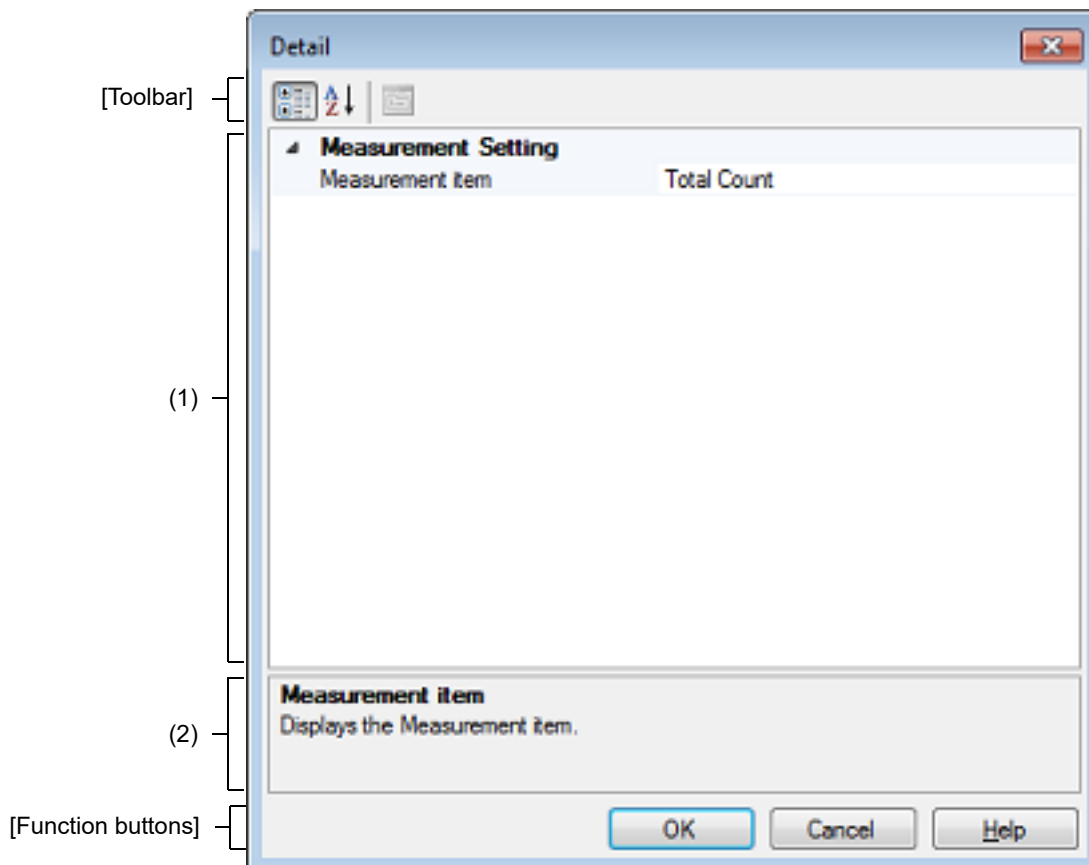 Detail
[Toolbar]
A
Z
Measurement Setting
Measurement item Total Count
(1)
Measurement item
Displays the Measurement item.
(2)
[Function buttons]
OK Cancel Help